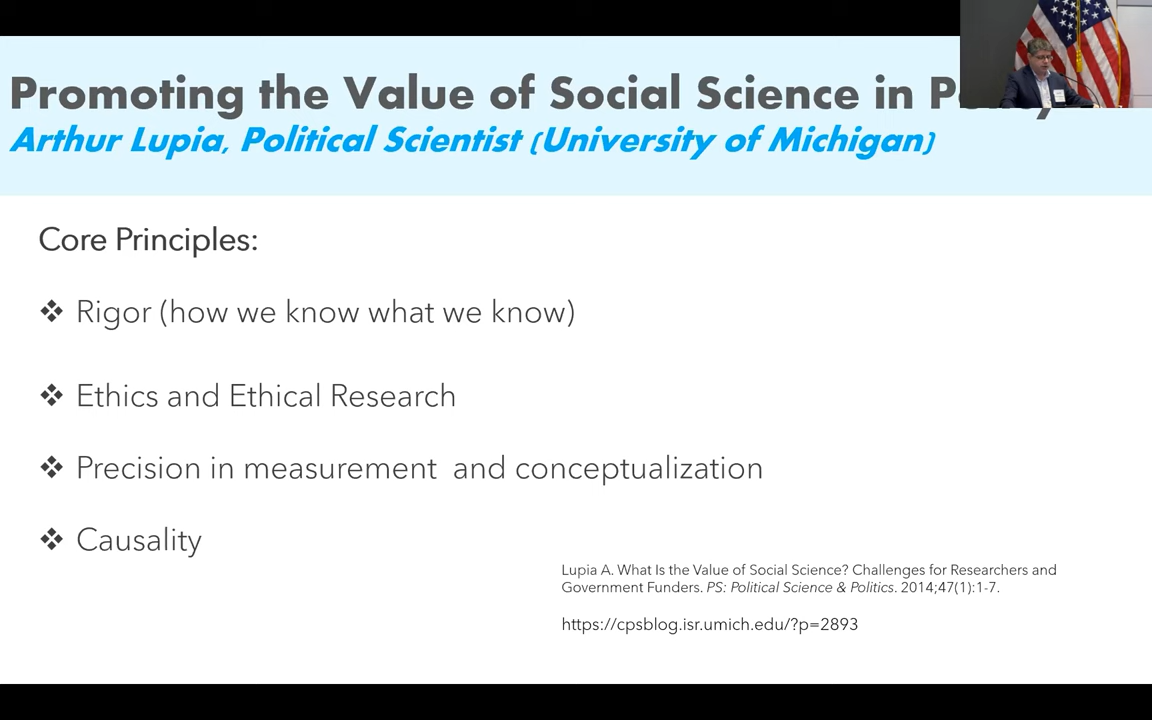 Promoting the Value of Social Science in
Arthur Lupia, Political Scientist (University of Michigan)
Core Principles:
❖ Rigor (how we know what we know)
❖ Ethics and Ethical Research
❖ Precision in measurement and conceptualization
❖ Causality
Lupia A. What Is the Value of Social Science? Challenges for Researchers and
Government Funders. PS: Political Science & Politics. 2014;47(1):1-7.
https://cpsblog.isr.umich.edu/?p=2893